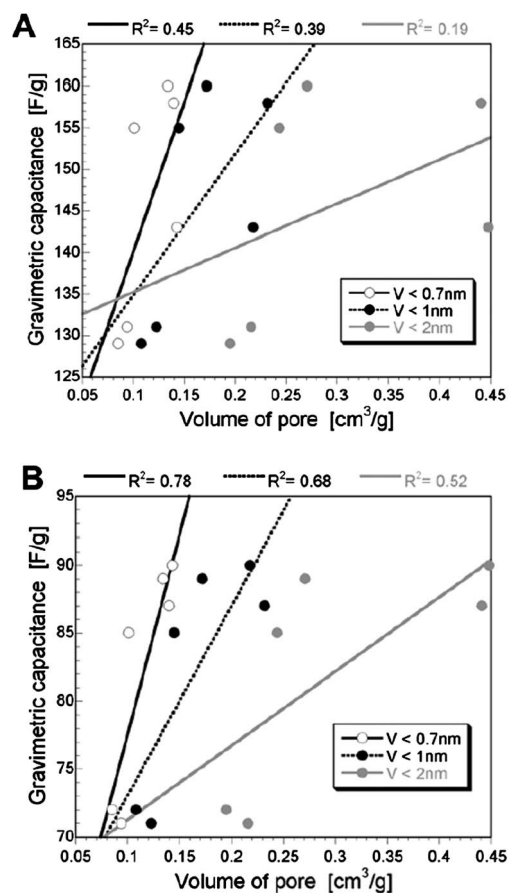 A
R²= 0.45 R²= 0.39 R²= 0.19
165
160
155
150
145
140
135
130
125
Gravimetric capacitance [F/g]
V < 0.7nm
V < 1nm
V < 2nm
0.05 0.1 0.15 0.2 0.25 0.3 0.35 0.4 0.45
Volume of pore [cm³/g]
B
R²= 0.78 R²= 0.68 R²= 0.52
95
90
85
80
75
70
Gravimetric capacitance [F/g]
V < 0.7nm
V < 1nm
V < 2nm
0.05 0.1 0.15 0.2 0.25 0.3 0.35 0.4 0.45
Volume of pore [cm³/g]